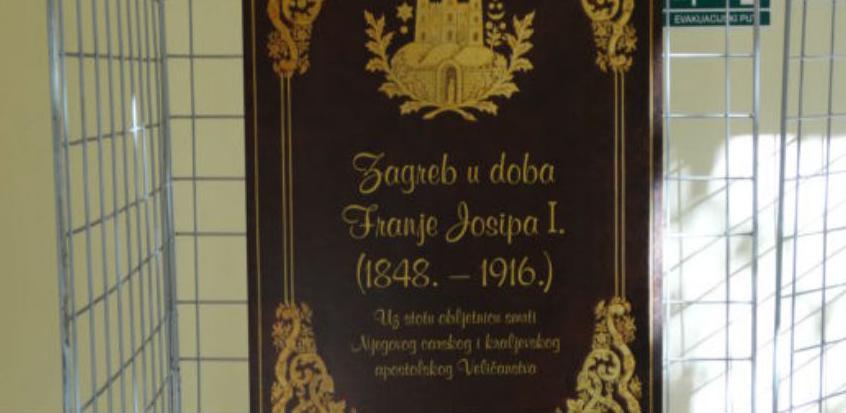 EVAKUACIJSKI PUT
Zagreb u doba
Franje Josipa I.
(1848. – 1916.)
Uz stotu obljetnicu smrti
Njegovog carskog i kraljevskog
apostolskog Veličanstva